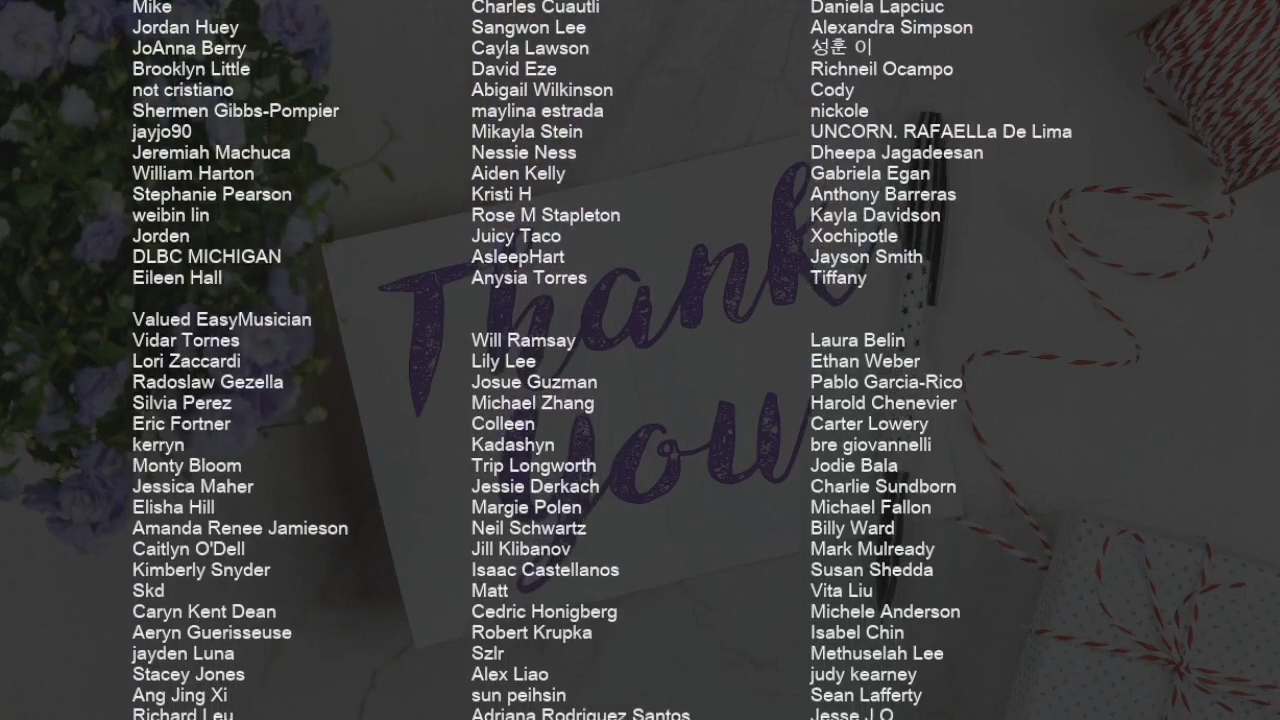 Mike Charles Cuautli Daniela Lapciuc
Jordan Huey Sangwon Lee Alexandra Simpson
JoAnna Berry Cayla Lawson 성훈 이
Brooklyn Little David Eze Richneil Ocampo
not cristiano Abigail Wilkinson Cody
Shermen Gibbs-Pompier maylina estrada nickole
jayjo90 Mikayla Stein UNCORN. RAFAELLa De Lima
Jeremiah Machuca Nessie Ness Dheepa Jagadeesan
William Harton Aiden Kelly Gabriela Egan
Stephanie Pearson Kristi H Anthony Barreras
weibin lin Rose M Stapleton Kayla Davidson
Jorden Juicy Taco Xochipotle
DLBC MICHIGAN AsleepHart Jayson Smith
Eileen Hall Anysia Torres Tiffany
Thank
You
Valued EasyMusician
Vidar Tornes Will Ramsay Laura Belin
Lori Zaccardi Lily Lee Ethan Weber
Radoslaw Gezella Josue Guzman Pablo Garcia-Rico
Silvia Perez Michael Zhang Harold Chenevier
Eric Fortner Colleen Carter Lowery
kerryn Kadashyn bre giovannelli
Monty Bloom Trip Longworth Jodie Bala
Jessica Maher Jessie Derkach Charlie Sundborn
Elisha Hill Margie Polen Michael Fallon
Amanda Renee Jamieson Neil Schwartz Billy Ward
Caitlyn O'Dell Jill Klibanov Mark Mulready
Kimberly Snyder Isaac Castellanos Susan Shedda
Skd Matt Vita Liu
Caryn Kent Dean Cedric Honigberg Michele Anderson
Aeryn Guerisseuse Robert Krupka Isabel Chin
jayden Luna Szlr Methuselah Lee
Stacey Jones Alex Liao judy kearney
Ang Jing Xi sun peihsin Sean Lafferty
Richard Leu Adriana Rodriguez Santos Jesse J O